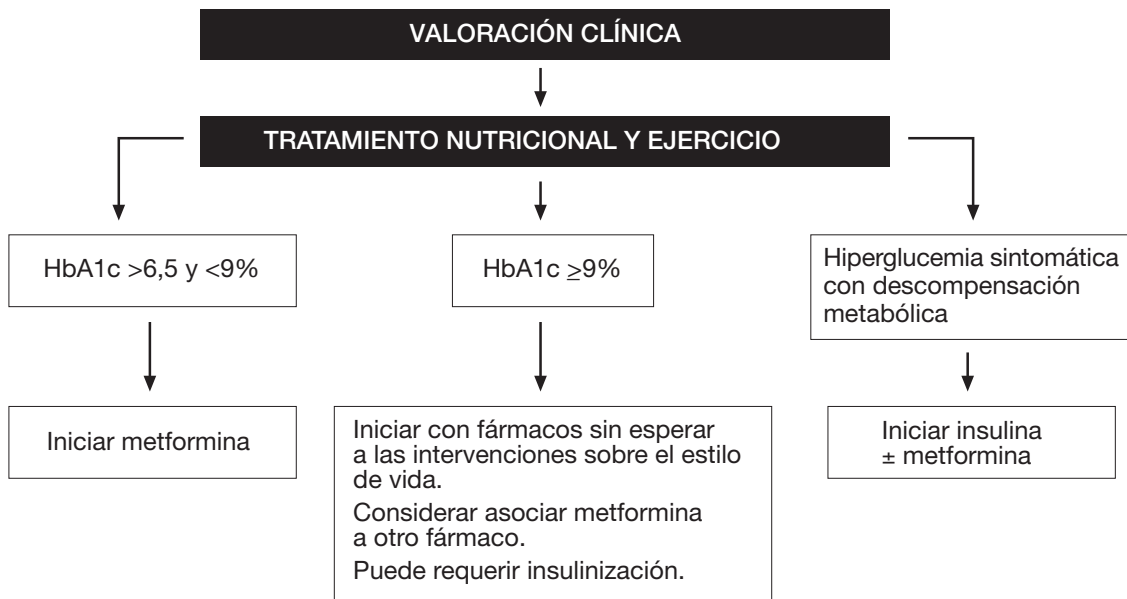 VALORACIÓN CLÍNICA
TRATAMIENTO NUTRICIONAL Y EJERCICIO
HbA1c >6,5 y <9%
HbA1c ≥9%
Hiperglucemia sintomática
con descompensación
metabólica
Iniciar metformina
Iniciar con fármacos sin esperar
a las intervenciones sobre el estilo
de vida.
Considerar asociar metformina
a otro fármaco.
Puede requerir insulinización.
Iniciar insulina
± metformina